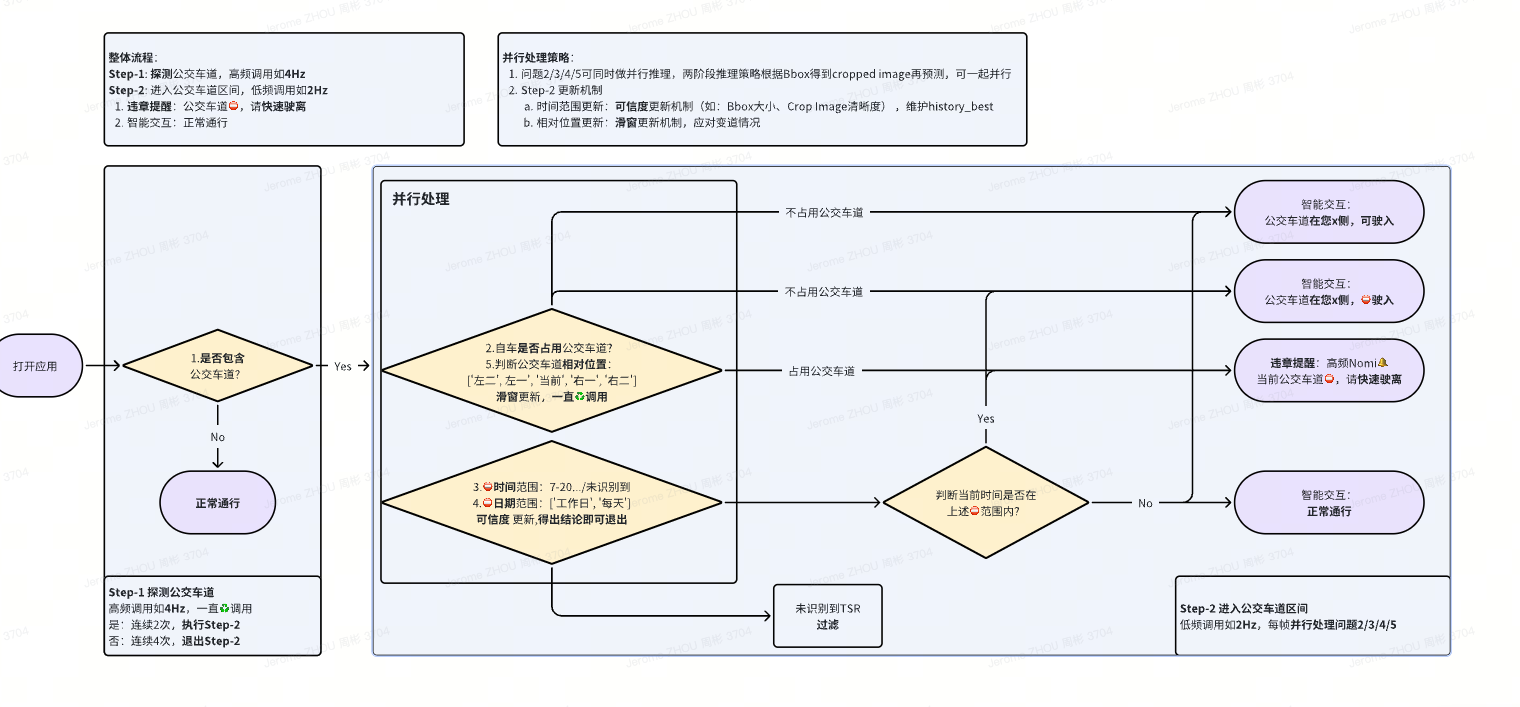 整体流程：
Step-1: 探测公交车道，高频调用如4Hz
Step-2: 进入公交车道区间，低频调用如2Hz
1. 违章提醒：公交车道⛔，请快速驶离
2. 智能交互：正常通行
并行处理策略：
1. 问题2/3/4/5可同时做并行推理，两阶段推理策略根据Bbox得到cropped image再预测，可一起并行
2. Step-2 更新机制
a. 时间范围更新：可信度更新机制（如：Bbox大小、Crop Image清晰度），维护history_best
b. 相对位置更新：滑窗更新机制，应对变道情况
打开应用
1.是否包含
公交车道？
Yes
No
正常通行
Step-1 探测公交车道
高频调用如4Hz，一直♻️调用
是：连续2次，执行Step-2
否：连续4次，退出Step-2
并行处理
2.自车是否占用公交车道？
5.判断公交车道相对位置：
['左二', '左一', '当前', '右一', '右二']
滑窗更新，一直♻️调用
3.⛔时间范围：7-20.../未识别到
4.⛔日期范围：['工作日', '每天']
可信度 更新,得出结论即可退出
不占用公交车道
不占用公交车道
占用公交车道
Yes
判断当前时间是否在
上述⛔范围内？
No
未识别到TSR
过滤
智能交互：
公交车道在您x侧，可驶入
智能交互：
公交车道在您x侧，⛔驶入
违章提醒：高频Nomi🔔
当前公交车道⛔，请快速驶离
智能交互：
正常通行
Step-2 进入公交车道区间
低频调用如2Hz，每帧并行处理问题2/3/4/5
Jerome ZHOU 周彬 3704